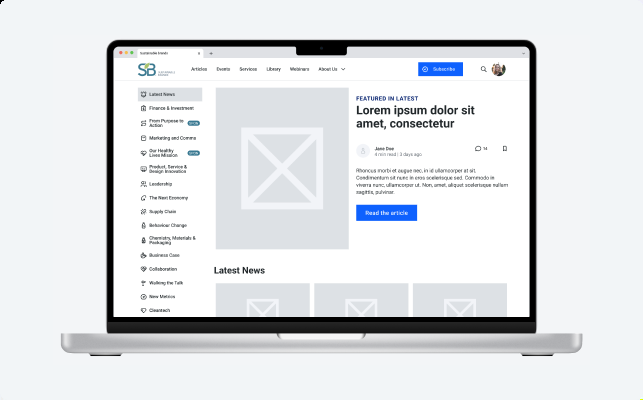 Sustainable Brands
SB
SUSTAINABLE
BRANDS
Articles
Events
Services
Library
Webinars
About Us
Subscribe
Latest News
Finance & Investment
From Purpose to
Action
Marketing and Comms
Our Healthy
Lives Mission
Product, Service &
Design Innovation
Leadership
The Next Economy
Supply Chain
Behaviour Change
Chemistry, Materials &
Packaging
Business Case
Collaboration
Walking the Talk
New Metrics
Cleantech
FEATURED IN LATEST
Lorem ipsum dolor sit
amet, consectetur
Jane Doe
4 min read | 3 days ago
14
Rhoncus morbi et augue nec, in id ullamcorper at sit.
Condimentum sit nunc in eros scelerisque sed. Commodo in
viverra nunc, ullamcorper ut. Non, amet, aliquet scelerisque nullam
sagittis, pulvinar.
Read the article
Latest News